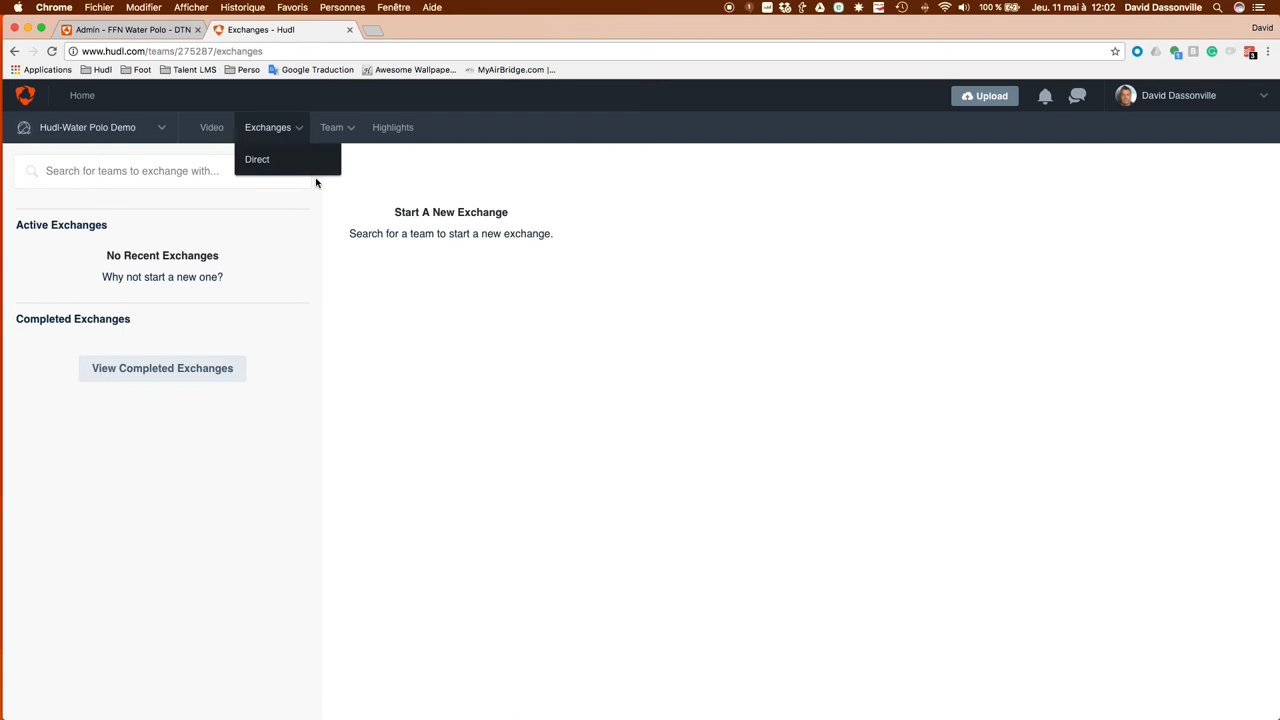 Chrome Fichier Modifier Afficher Historique Favoris Personnes Fenêtre Aide 100 % Jeu. 11 mai à 12:02 David Dassonville
Admin - FFN Water Polo - DTN Exchanges - Hudl David
www.hudl.com/teams/275287/exchanges
Applications Hudl Foot Talent LMS Perso Google Traduction Awesome Wallpape... MyAirBridge.com |...
Home Upload David Dassonville
Hudl-Water Polo Demo Video Exchanges Team Highlights
Direct
Search for teams to exchange with...
Active Exchanges
No Recent Exchanges
Why not start a new one?
Completed Exchanges
View Completed Exchanges
Start A New Exchange
Search for a team to start a new exchange.